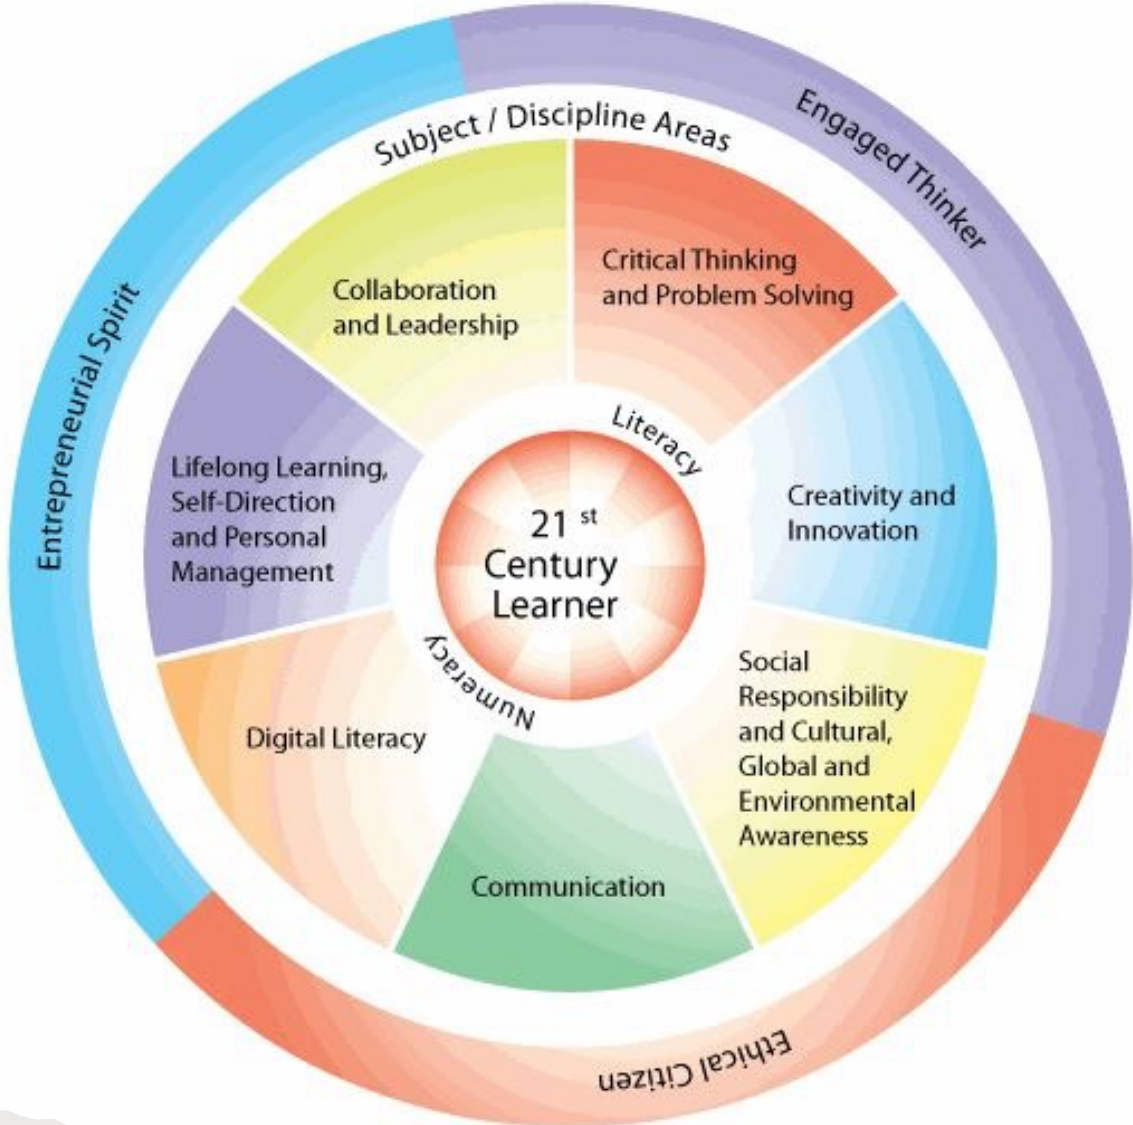 Engaged Thinker
Subject / Discipline Areas
Entrepreneurial Spirit
Collaboration
and Leadership
Critical Thinking
and Problem Solving
Literacy
Lifelong Learning,
Self-Direction
and Personal
Management
21 st
Century
Learner
Creativity and
Innovation
Numeracy
Social
Responsibility
and Cultural,
Global and
Environmental
Awareness
Digital Literacy
Communication
Ethical Citizen